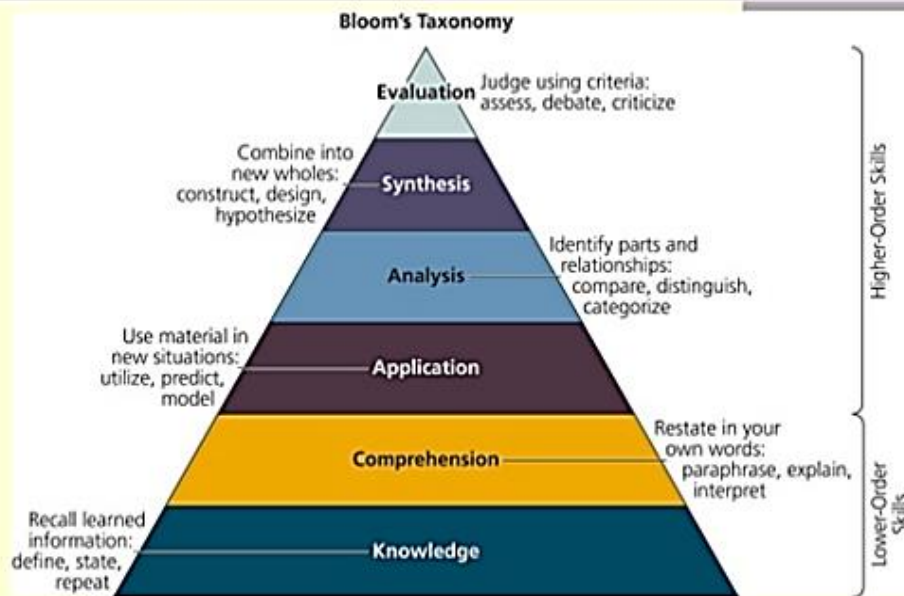 Bloom's Taxonomy
Evaluation
Judge using criteria:
assess, debate, criticize
Combine into
new wholes:
construct, design,
hypothesize
Synthesis
Analysis
Identify parts and
relationships:
compare, distinguish,
categorize
Use material in
new situations:
utilize, predict,
model
Application
Comprehension
Restate in your
own words:
paraphrase, explain,
interpret
Recall learned
information:
define, state,
repeat
Knowledge
Higher-Order Skills
Lower-Order
Skills